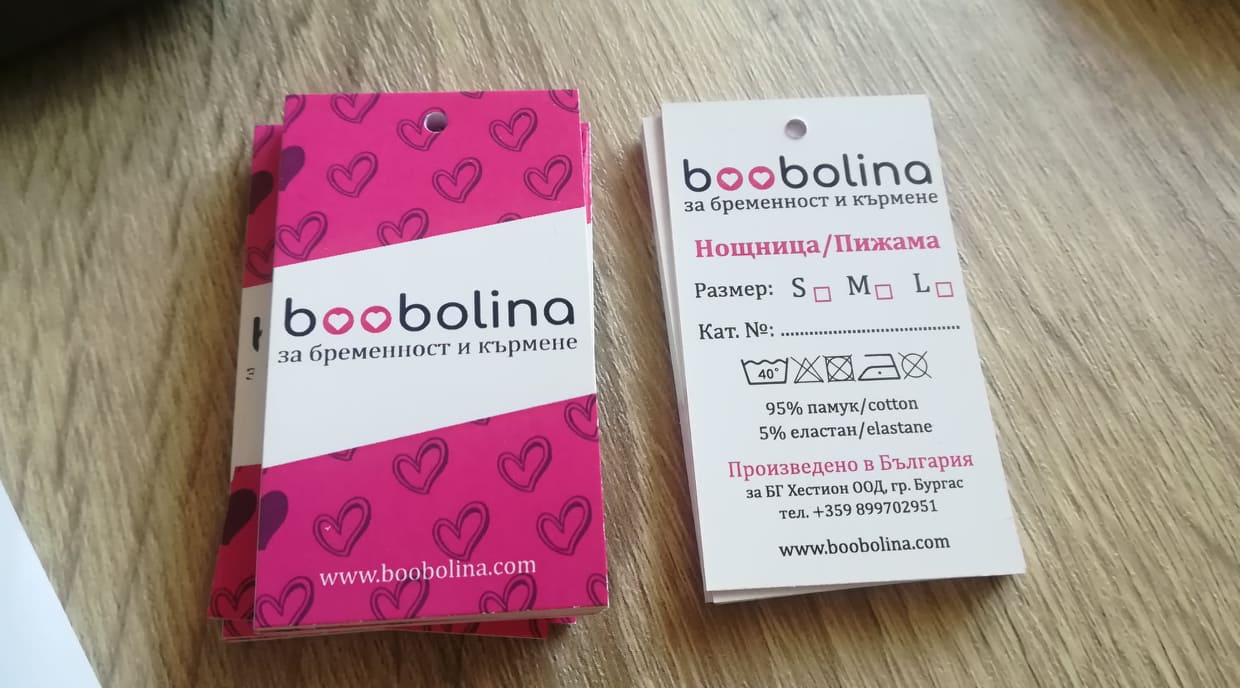 boobolina
за бременност и кърмене
www.boobolina.com
boobolina
за бременност и кърмене
Нощница/Пижама
Размер: S M L
Кат. №: ......................................
40°
95% памук/cotton
5% еластан/elastane
Произведено в България
за БГ Хестион ООД, гр. Бургас
тел. +359 899702951
www.boobolina.com